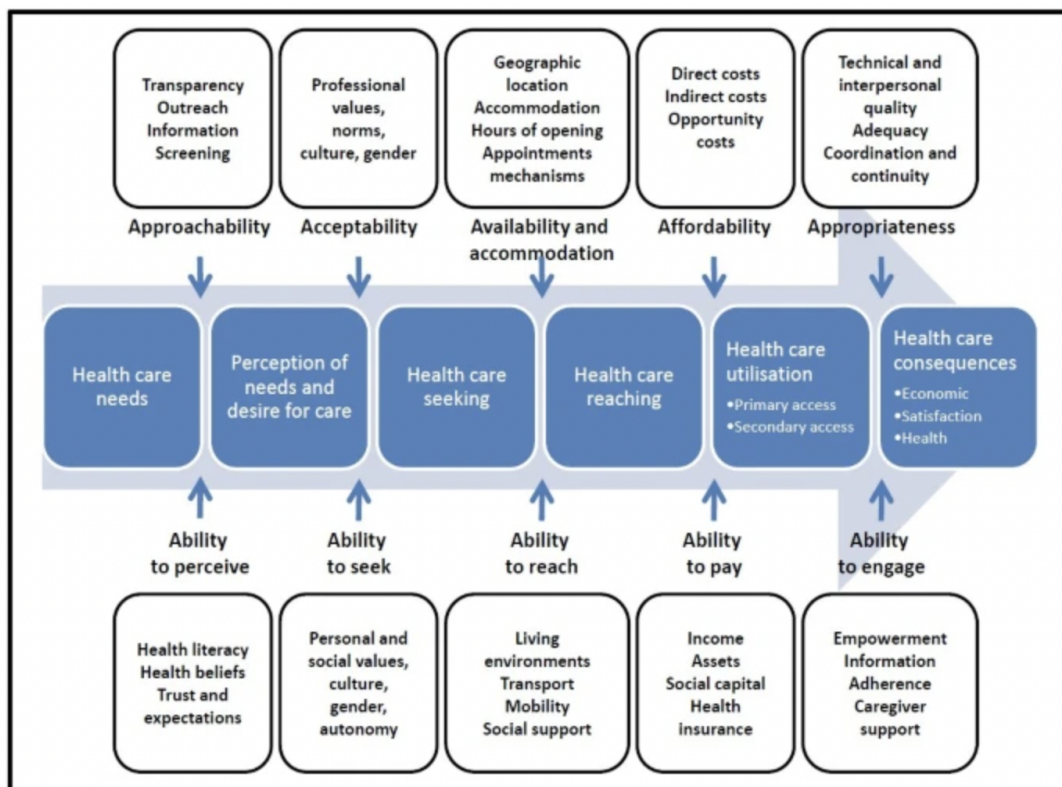 Transparency
Outreach
Information
Screening
Professional
values,
norms,
culture, gender
Geographic
location
Accommodation
Hours of opening
Appointments
mechanisms
Direct costs
Indirect costs
Opportunity
costs
Technical and
interpersonal
quality
Adequacy
Coordination and
continuity
Approachability
Acceptability
Availability and
accommodation
Affordability
Appropriateness
Health care
needs
Perception of
needs and
desire for care
Health care
seeking
Health care
reaching
Health care
utilisation
•Primary access
•Secondary access
Health care
consequences
•Economic
•Satisfaction
•Health
Ability
to perceive
Ability
to seek
Ability
to reach
Ability
to pay
Ability
to engage
Health literacy
Health beliefs
Trust and
expectations
Personal and
social values,
culture,
gender,
autonomy
Living
environments
Transport
Mobility
Social support
Income
Assets
Social capital
Health
insurance
Empowerment
Information
Adherence
Caregiver
support